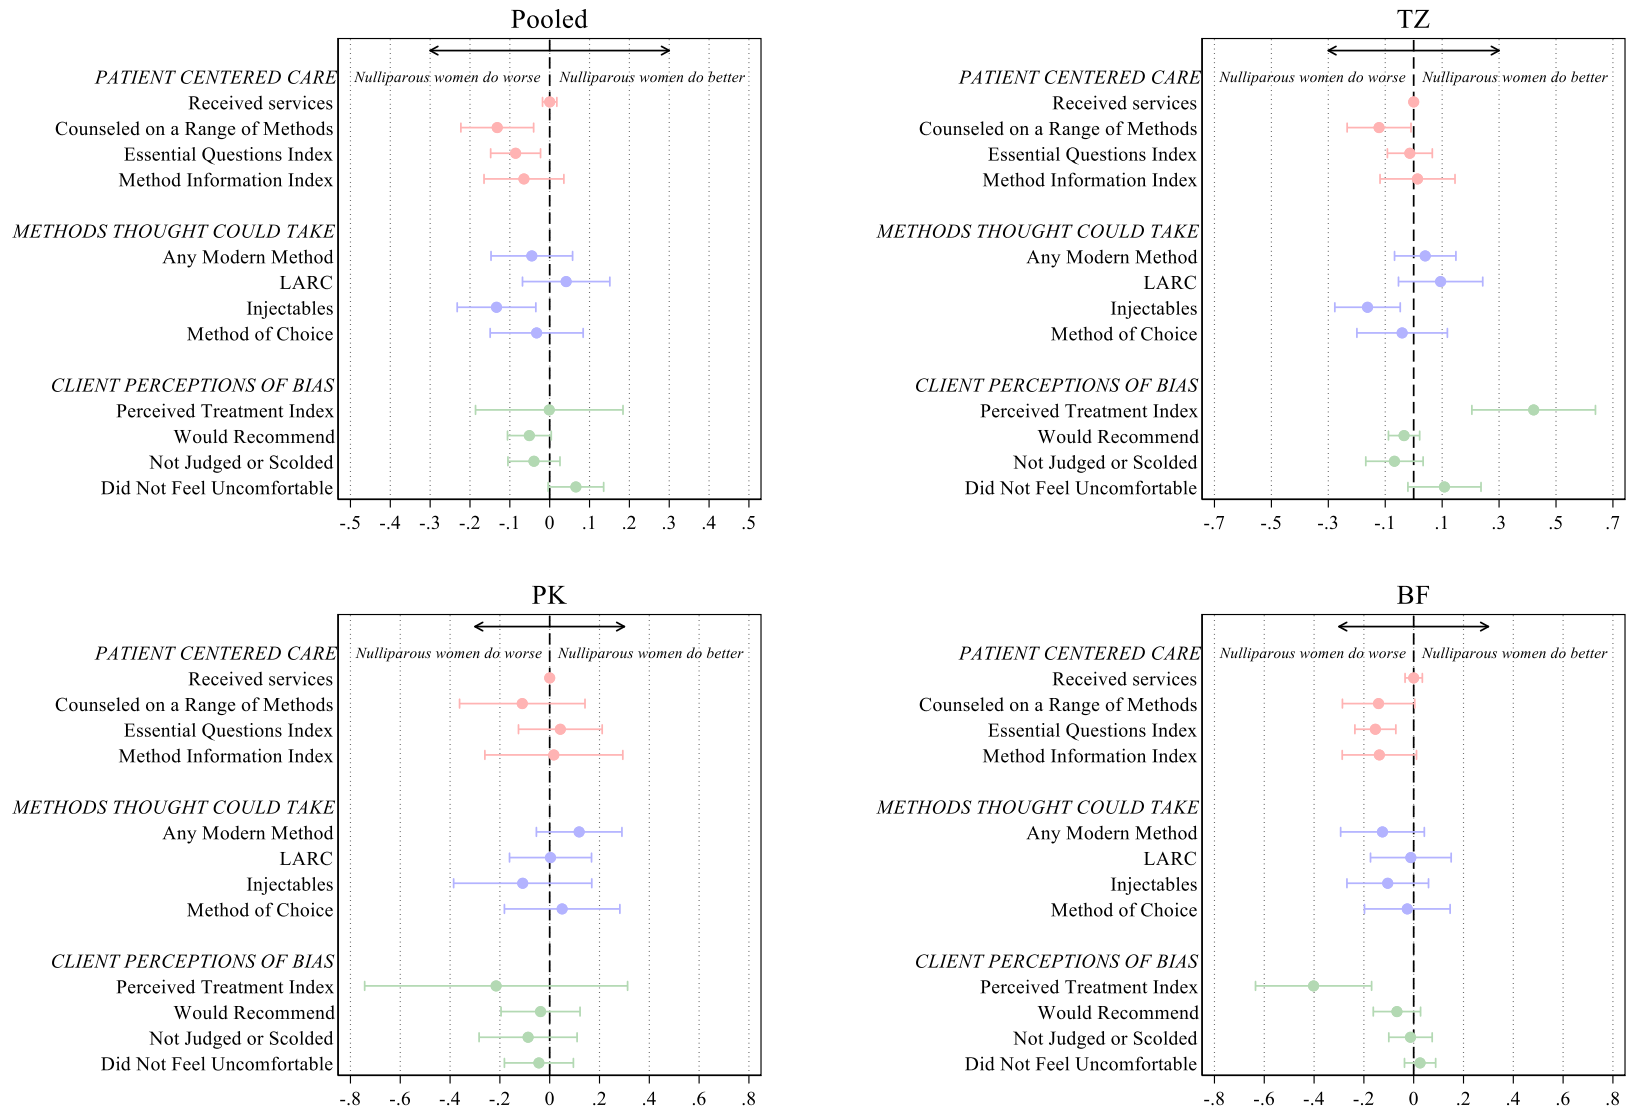 Pooled
PATIENT CENTERED CARE
Nulliparous women do worse
Nulliparous women do better
Received services
Counseled on a Range of Methods
Essential Questions Index
Method Information Index
METHODS THOUGHT COULD TAKE
Any Modern Method
LARC
Injectables
Method of Choice
CLIENT PERCEPTIONS OF BIAS
Perceived Treatment Index
Would Recommend
Not Judged or Scolded
Did Not Feel Uncomfortable
-.5 -.4 -.3 -.2 -.1 0 .1 .2 .3 .4 .5
TZ
PATIENT CENTERED CARE
Nulliparous women do worse
Nulliparous women do better
Received services
Counseled on a Range of Methods
Essential Questions Index
Method Information Index
METHODS THOUGHT COULD TAKE
Any Modern Method
LARC
Injectables
Method of Choice
CLIENT PERCEPTIONS OF BIAS
Perceived Treatment Index
Would Recommend
Not Judged or Scolded
Did Not Feel Uncomfortable
-.7 -.5 -.3 -.1 .1 .3 .5 .7
PK
PATIENT CENTERED CARE
Nulliparous women do worse
Nulliparous women do better
Received services
Counseled on a Range of Methods
Essential Questions Index
Method Information Index
METHODS THOUGHT COULD TAKE
Any Modern Method
LARC
Injectables
Method of Choice
CLIENT PERCEPTIONS OF BIAS
Perceived Treatment Index
Would Recommend
Not Judged or Scolded
Did Not Feel Uncomfortable
-.8 -.6 -.4 -.2 0 .2 .4 .6 .8
BF
PATIENT CENTERED CARE
Nulliparous women do worse
Nulliparous women do better
Received services
Counseled on a Range of Methods
Essential Questions Index
Method Information Index
METHODS THOUGHT COULD TAKE
Any Modern Method
LARC
Injectables
Method of Choice
CLIENT PERCEPTIONS OF BIAS
Perceived Treatment Index
Would Recommend
Not Judged or Scolded
Did Not Feel Uncomfortable
-.8 -.6 -.4 -.2 0 .2 .4 .6 .8